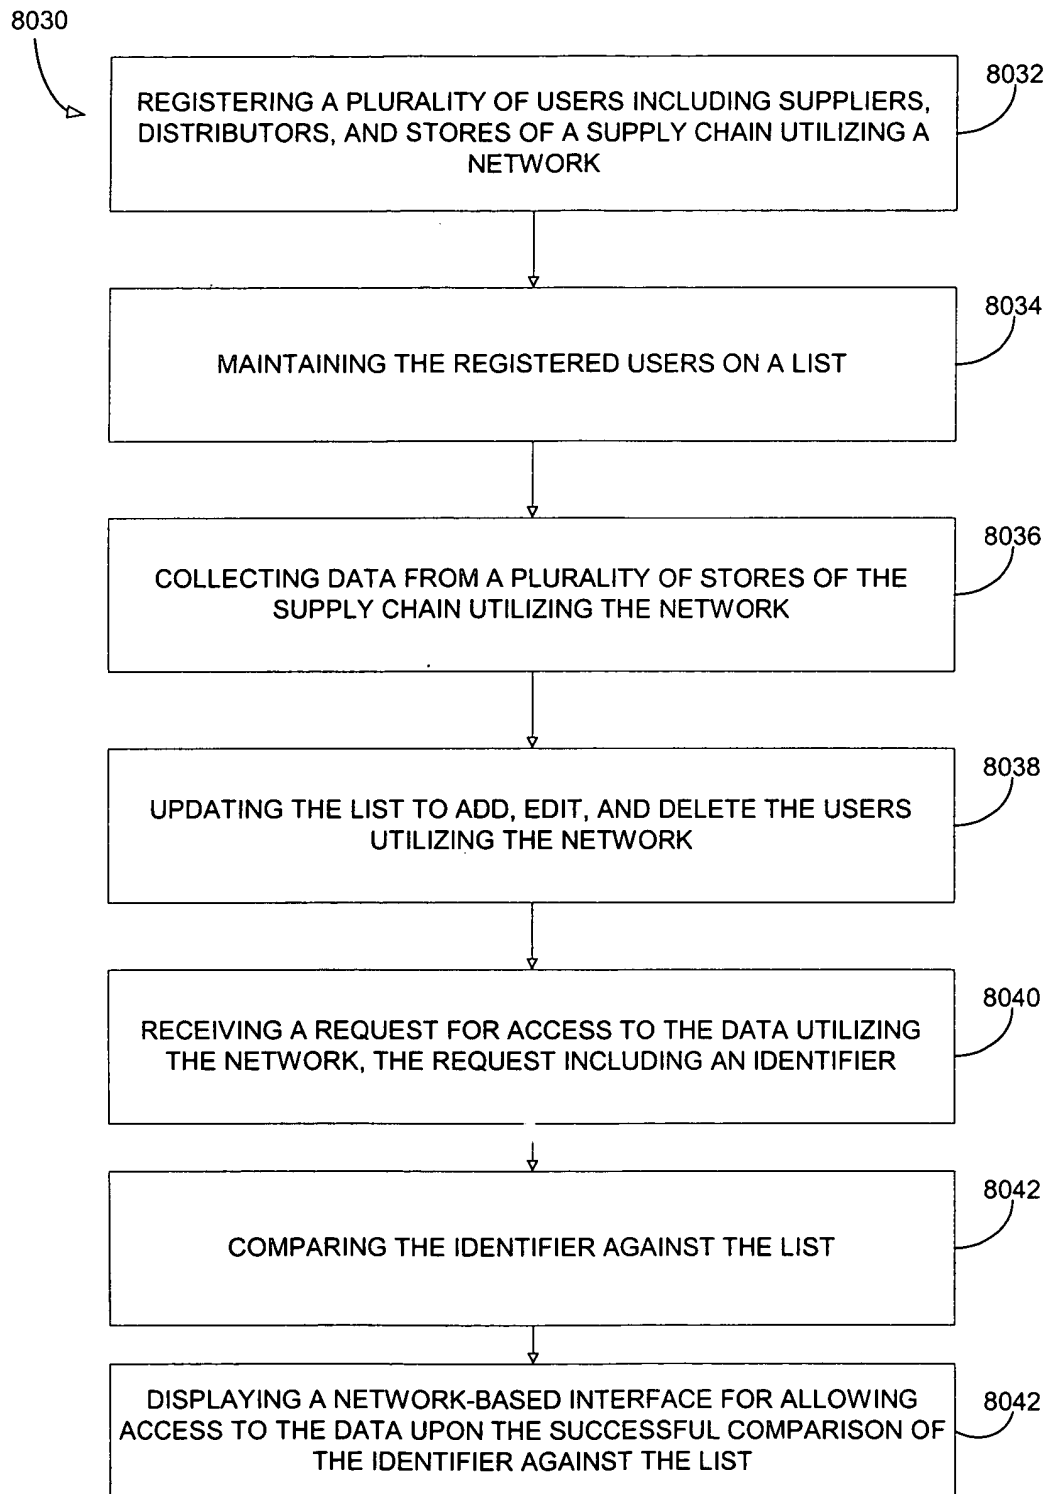 8030
8032
REGISTERING A PLURALITY OF USERS INCLUDING SUPPLIERS,
DISTRIBUTORS, AND STORES OF A SUPPLY CHAIN UTILIZING A
NETWORK
8034
MAINTAINING THE REGISTERED USERS ON A LIST
8036
COLLECTING DATA FROM A PLURALITY OF STORES OF THE
SUPPLY CHAIN UTILIZING THE NETWORK
8038
UPDATING THE LIST TO ADD, EDIT, AND DELETE THE USERS
UTILIZING THE NETWORK
8040
RECEIVING A REQUEST FOR ACCESS TO THE DATA UTILIZING
THE NETWORK, THE REQUEST INCLUDING AN IDENTIFIER
8042
COMPARING THE IDENTIFIER AGAINST THE LIST
8042
DISPLAYING A NETWORK-BASED INTERFACE FOR ALLOWING
ACCESS TO THE DATA UPON THE SUCCESSFUL COMPARISON OF
THE IDENTIFIER AGAINST THE LIST